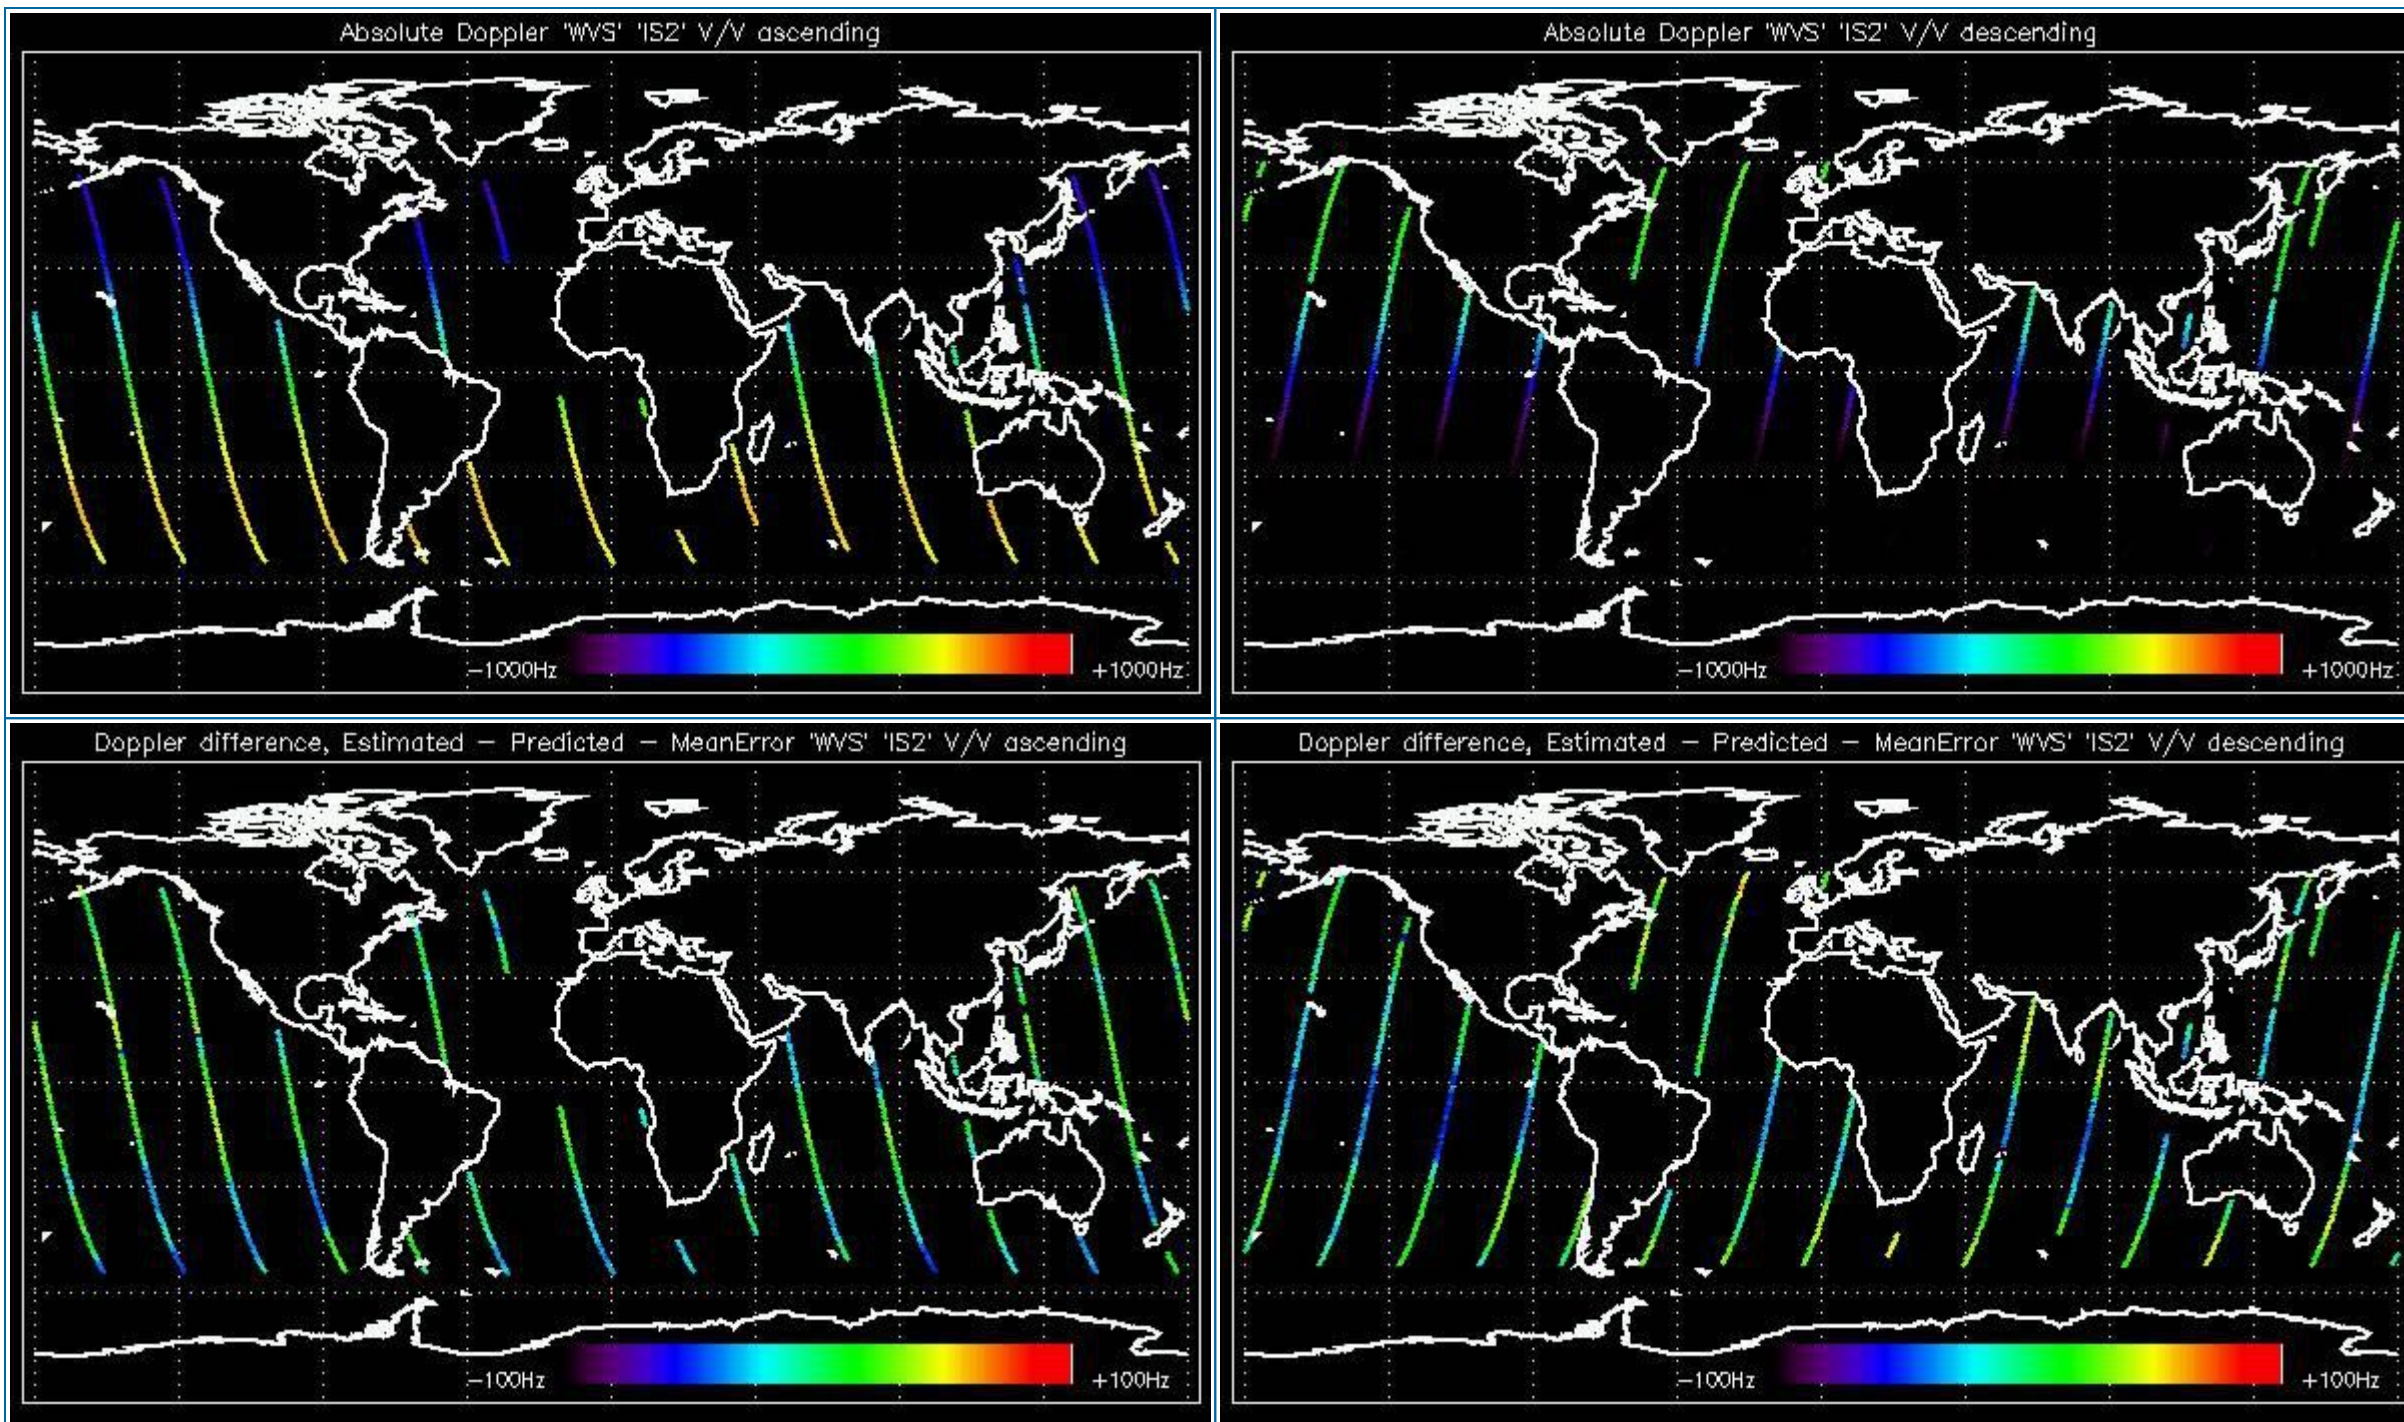 Absolute Doppler 'WVS' 'IS2' V/V ascending
−1000Hz +1000Hz
Absolute Doppler 'WVS' 'IS2' V/V descending
−1000Hz +1000Hz
Doppler difference, Estimated − Predicted − MeanError 'WVS' 'IS2' V/V ascending
−100Hz +100Hz
Doppler difference, Estimated − Predicted − MeanError 'WVS' 'IS2' V/V descending
−100Hz +100Hz